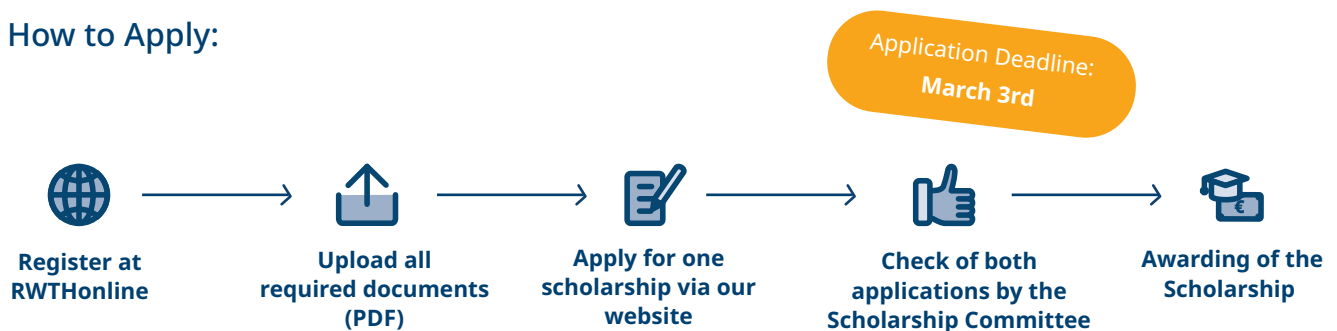 How to Apply:
Application Deadline:
March 3rd
€
Register at
RWTHonline
Upload all
required documents
(PDF)
Apply for one
scholarship via our
website
Check of both
applications by the
Scholarship Committee
Awarding of the
Scholarship